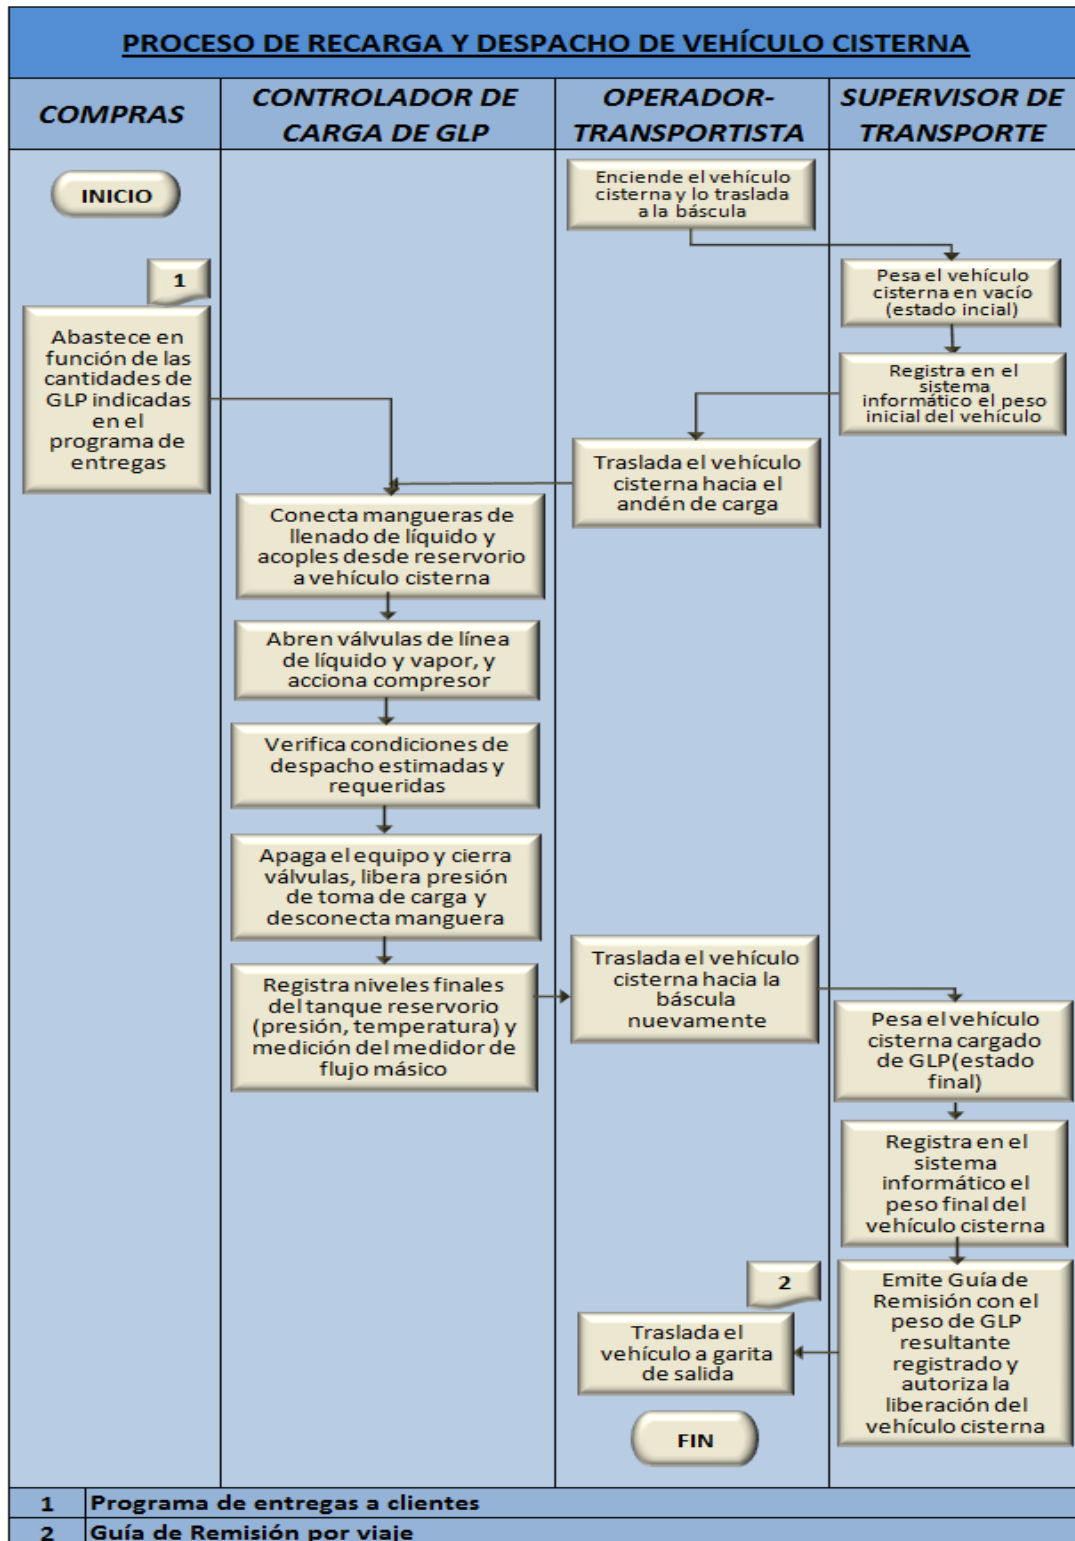 PROCESO DE RECARGA Y DESPACHO DE VEHÍCULO CISTERNA
COMPRAS
CONTROLADOR DE
CARGA DE GLP
OPERADOR-
TRANSPORTISTA
SUPERVISOR DE
TRANSPORTE
INICIO
Enciende el vehículo
cisterna y lo traslada
a la báscula
Pesa el vehículo
cisterna en vacío
(estado incial)
1
Abastece en
función de las
cantidades de
GLP indicadas
en el
programa de
entregas
Registra en el
sistema
informático el peso
inicial del vehículo
Traslada el vehículo
cisterna hacia el
andén de carga
Conecta mangueras de
llenado de líquido y
acoples desde reservorio
a vehículo cisterna
Abren válvulas de línea
de líquido y vapor, y
acciona compresor
Verifica condiciones de
despacho estimadas y
requeridas
Apaga el equipo y cierra
válvulas, libera presión
de toma de carga y
desconecta manguera
Registra niveles finales
del tanque reservorio
(presión, temperatura) y
medición del medidor de
flujo másico
Traslada el vehículo
cisterna hacia la
báscula
nuevamente
Pesa el vehículo
cisterna cargado
de GLP(estado
final)
Registra en el
sistema
informático el
peso final del
vehículo cisterna
Emite Guía de
Remisión con el
peso de GLP
resultante
registrado y
autoriza la
liberación del
vehículo cisterna
2
Traslada el
vehículo a garita
de salida
FIN
1 Programa de entregas a clientes
2 Guía de Remisión por viaje